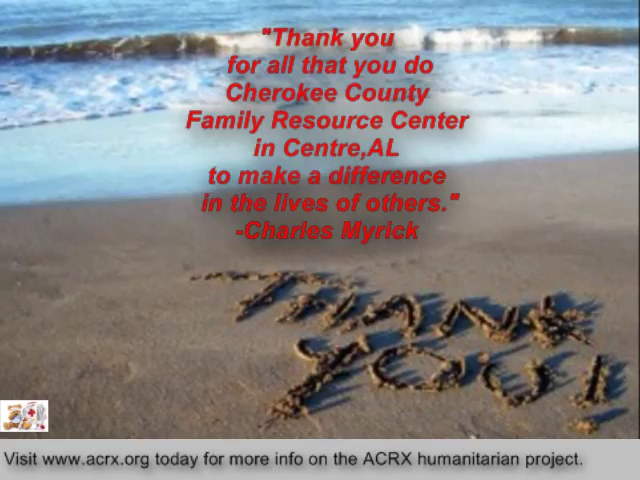 "Thank you
for all that you do
Cherokee County
Family Resource Center
in Centre,AL
to make a difference
in the lives of others."
-Charles Myrick
THANK
YOU!
Visit www.acrx.org today for more info on the ACRX humanitarian project.